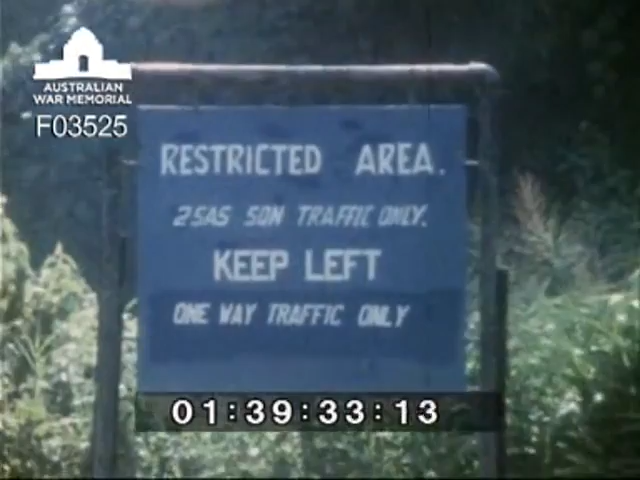 AUSTRALIAN
WAR MEMORIAL
F03525
RESTRICTED AREA.
2SAS SQN TRAFFIC ONLY.
KEEP LEFT
ONE WAY TRAFFIC ONLY
01:39:33:13